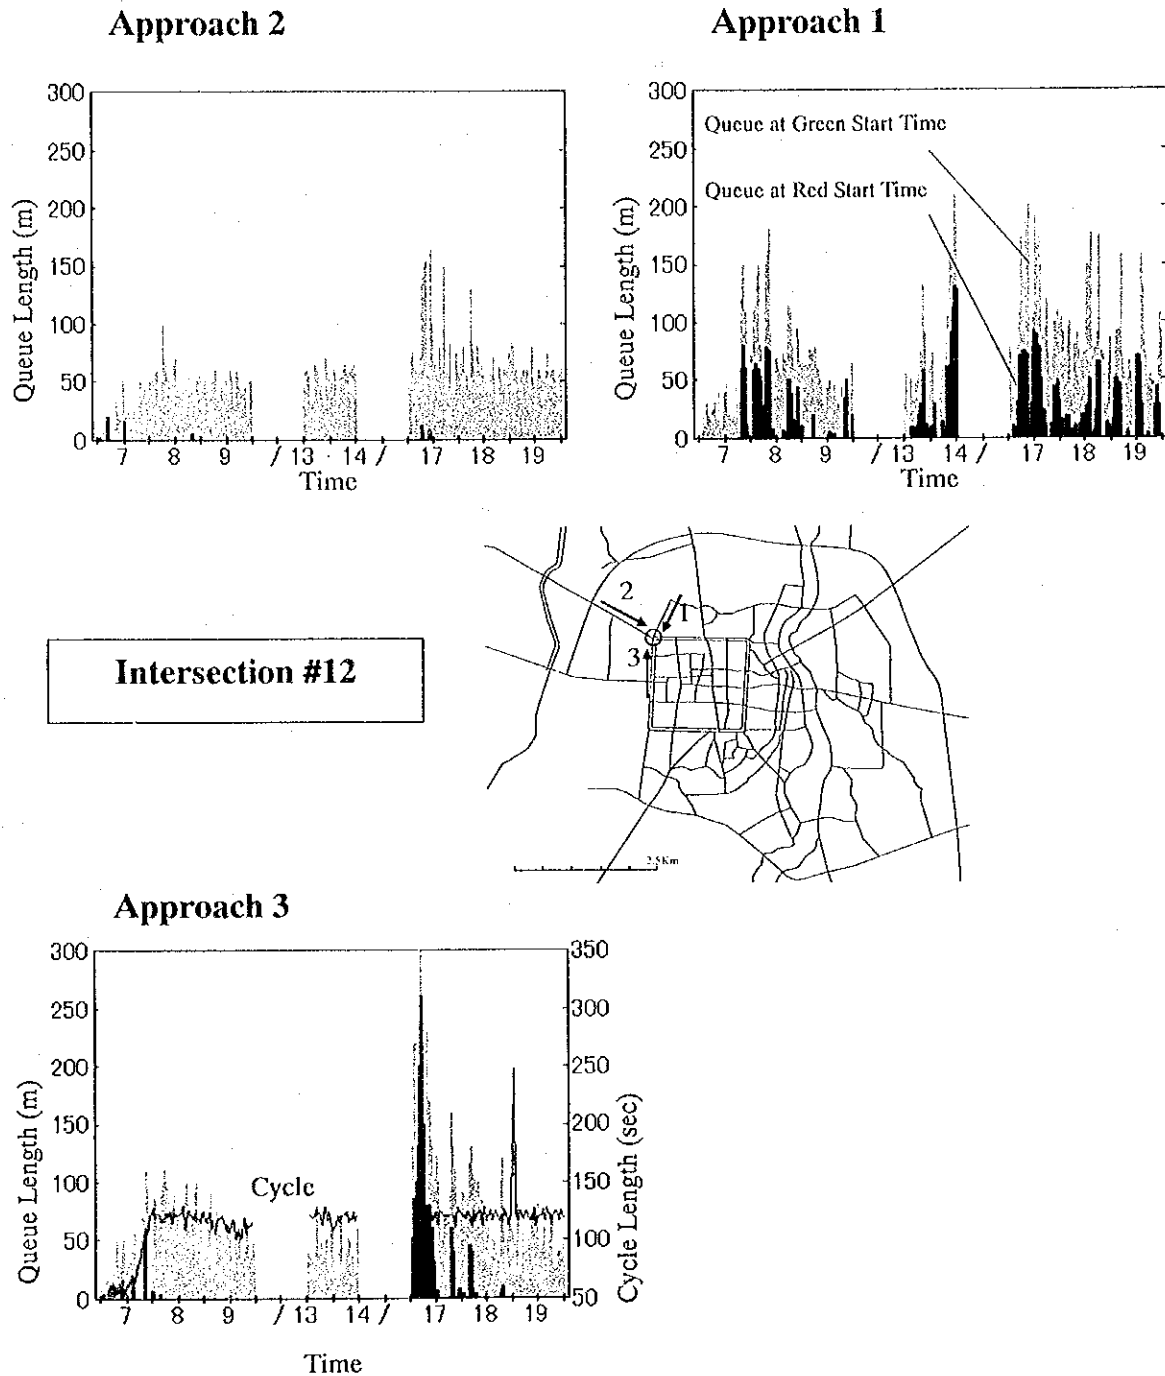 Approach 2
300
250
200
150
100
50
0
Queue Length (m)
7 8 9 / 13 14 / 17 18 19
Time
Approach 1
300
250
200
150
100
50
0
Queue Length (m)
Queue at Green Start Time
Queue at Red Start Time
7 8 9 / 13 14 / 17 18 19
Time
Intersection #12
2
1
3
2.5Km
Approach 3
300
250
200
150
100
50
0
Queue Length (m)
Cycle
350
300
250
200
150
100
50
Cycle Length (sec)
7 8 9 / 13 14 / 17 18 19
Time